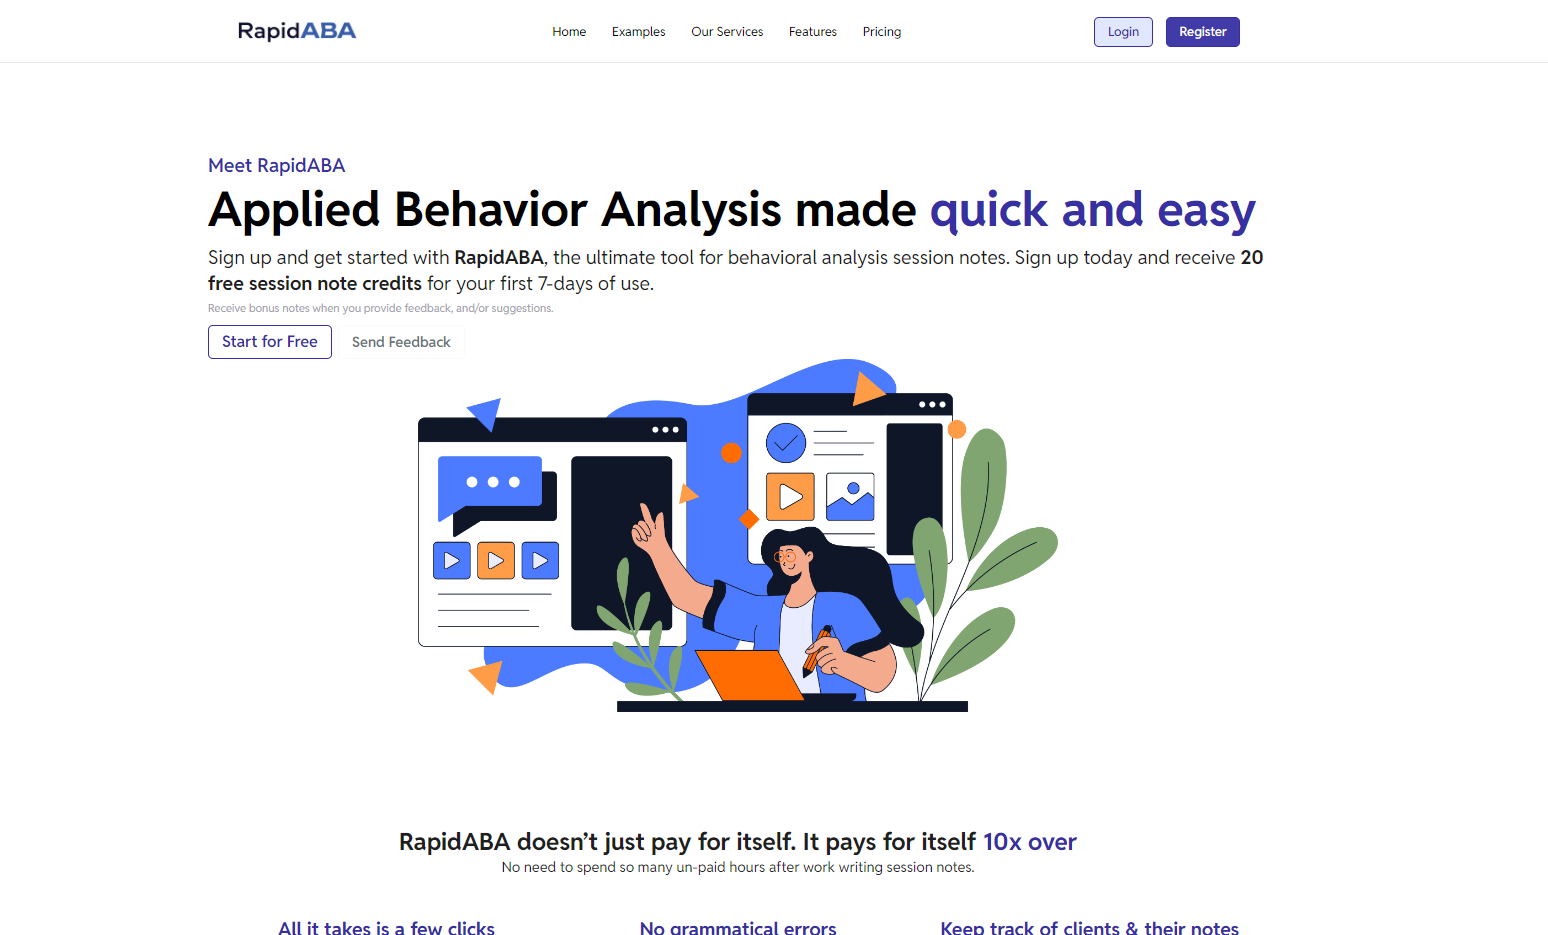 RapidABA
Home Examples Our Services Features Pricing
Login Register
Meet RapidABA
Applied Behavior Analysis made quick and easy
Sign up and get started with RapidABA, the ultimate tool for behavioral analysis session notes. Sign up today and receive 20
free session note credits for your first 7-days of use.
Receive bonus notes when you provide feedback, and/or suggestions.
Start for Free Send Feedback
RapidABA doesn’t just pay for itself. It pays for itself 10x over
No need to spend so many un-paid hours after work writing session notes.
All it takes is a few clicks No grammatical errors Keep track of clients & their notes